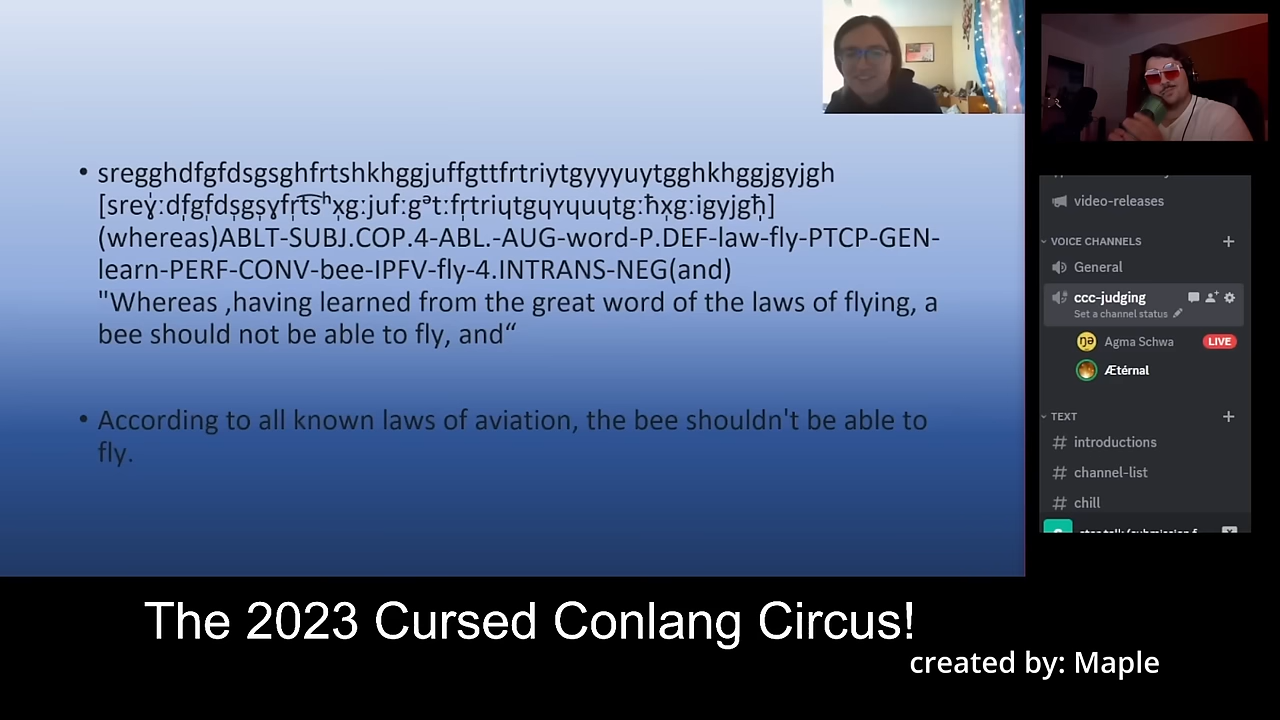 • sregghdfgfdsgsghfrtshkhggjuffgttfrtriytgyyyuytgghkhggjgyjgh
(whereas)ABLT-SUBJ.COP.4-ABL.-AUG-word-P.DEF-law-fly-PTCP-GEN-
learn-PERF-CONV-bee-IPFV-fly-4.INTRANS-NEG(and)
"Whereas ,having learned from the great word of the laws of flying, a
bee should not be able to fly, and“
• According to all known laws of aviation, the bee shouldn't be able to
fly.
video-releases
VOICE CHANNELS
General
ccc-judging
Set a channel status
ŋə Agma Schwa LIVE
Ætérnal
TEXT
# introductions
# channel-list
# chill
The 2023 Cursed Conlang Circus!
created by: Maple